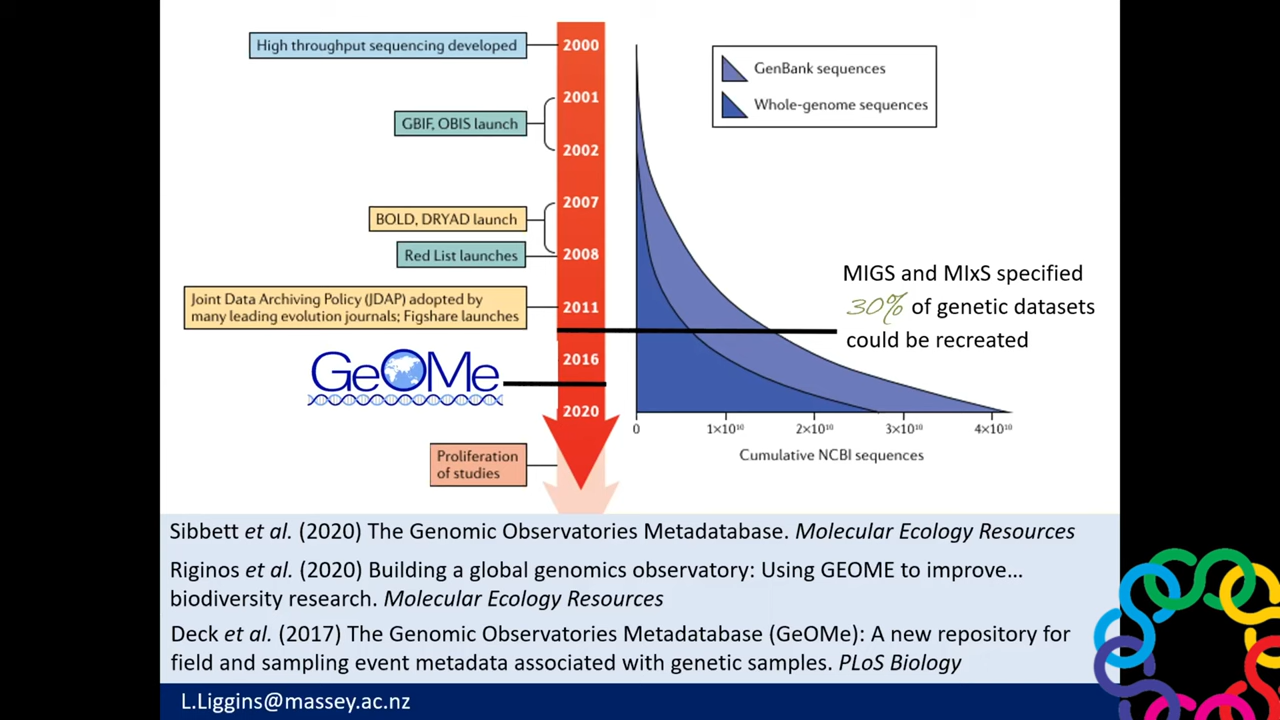 High throughput sequencing developed
2000
GenBank sequences
Whole-genome sequences
2001
GBIF, OBIS launch
2002
2007
BOLD, DRYAD launch
Red List launches
2008
Joint Data Archiving Policy (JDAP) adopted by
many leading evolution journals; Figshare launches
2011
MIGS and MIxS specified
30% of genetic datasets
could be recreated
2016
GeOMe
2020
0
1×10¹⁰
2×10¹⁰
3×10¹⁰
4×10¹⁰
Cumulative NCBI sequences
Proliferation
of studies
Sibbett et al. (2020) The Genomic Observatories Metadatabase. Molecular Ecology Resources
Riginos et al. (2020) Building a global genomics observatory: Using GEOME to improve…
biodiversity research. Molecular Ecology Resources
Deck et al. (2017) The Genomic Observatories Metadatabase (GeOMe): A new repository for
field and sampling event metadata associated with genetic samples. PLoS Biology
L.Liggins@massey.ac.nz